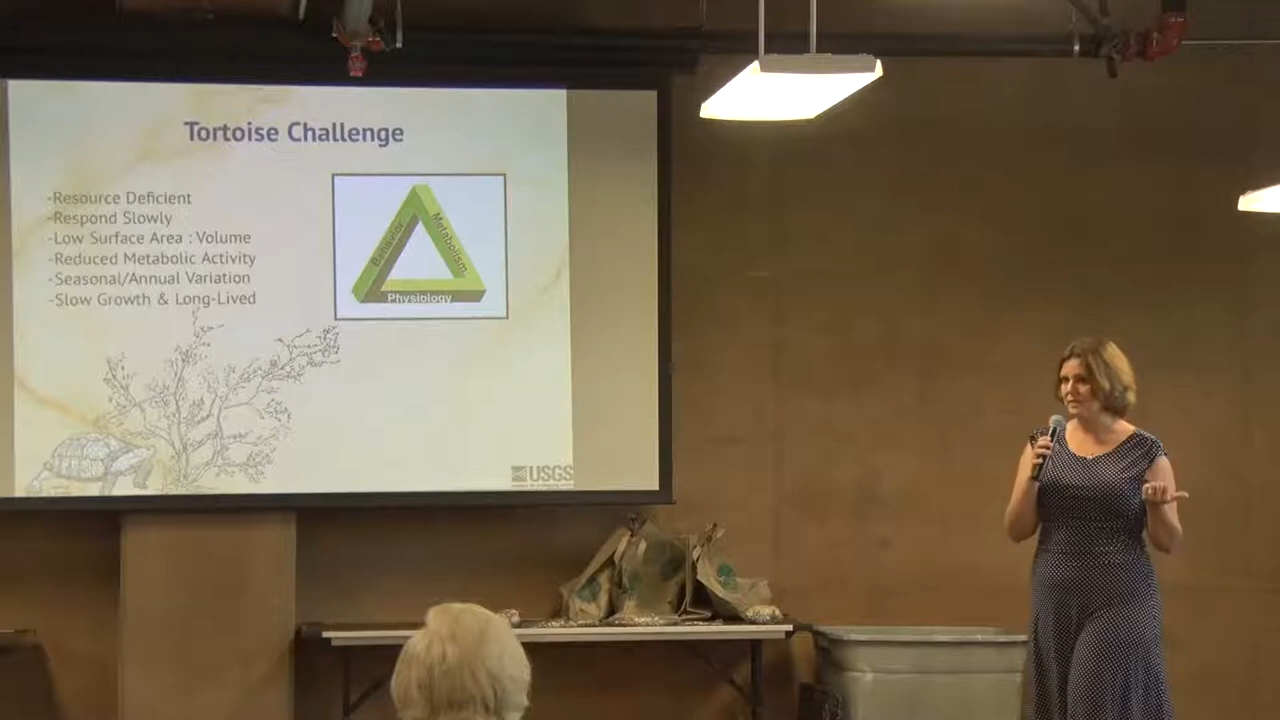 Tortoise Challenge
-Resource Deficient
-Respond Slowly
-Low Surface Area : Volume
-Reduced Metabolic Activity
-Seasonal/Annual Variation
-Slow Growth & Long-Lived
Behavior
Metabolism
Physiology
USGS